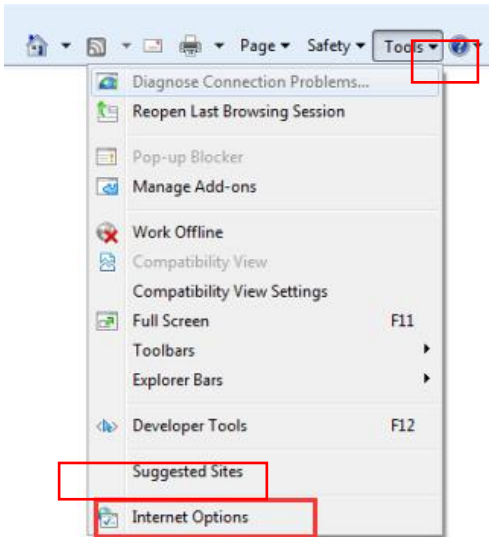 Page Safety Tools
Diagnose Connection Problems...
Reopen Last Browsing Session
Pop-up Blocker
Manage Add-ons
Work Offline
Compatibility View
Compatibility View Settings
Full Screen F11
Toolbars
Explorer Bars
Developer Tools F12
Suggested Sites
Internet Options